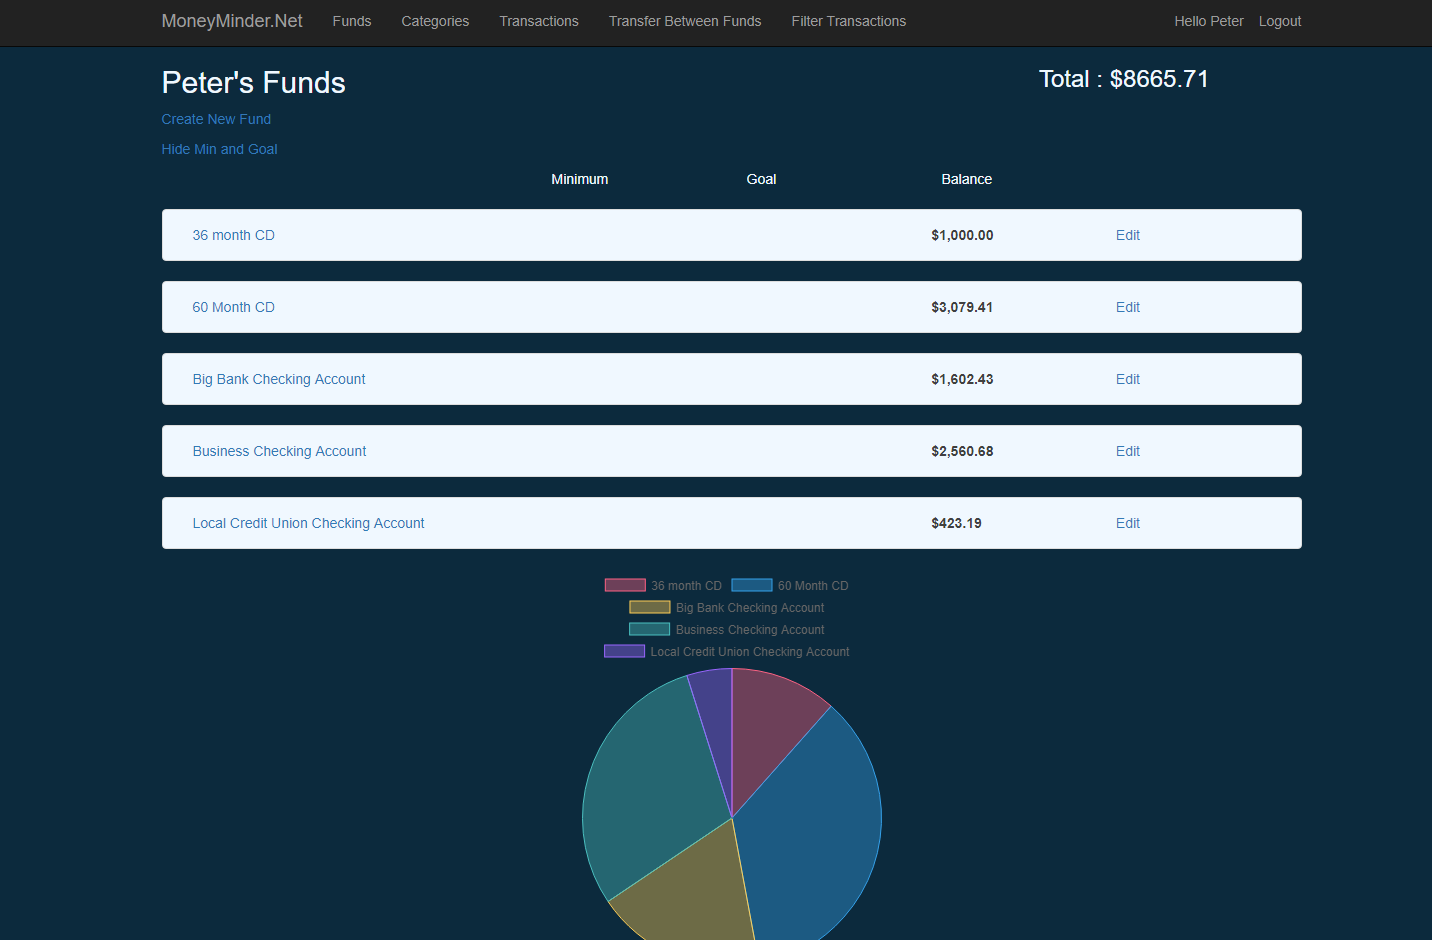 MoneyMinder.Net Funds Categories Transactions Transfer Between Funds Filter Transactions Hello Peter Logout
Peter's Funds Total : $8665.71
Create New Fund
Hide Min and Goal
Minimum Goal Balance
36 month CD $1,000.00 Edit
60 Month CD $3,079.41 Edit
Big Bank Checking Account $1,602.43 Edit
Business Checking Account $2,560.68 Edit
Local Credit Union Checking Account $423.19 Edit
36 month CD 60 Month CD
Big Bank Checking Account
Business Checking Account
Local Credit Union Checking Account